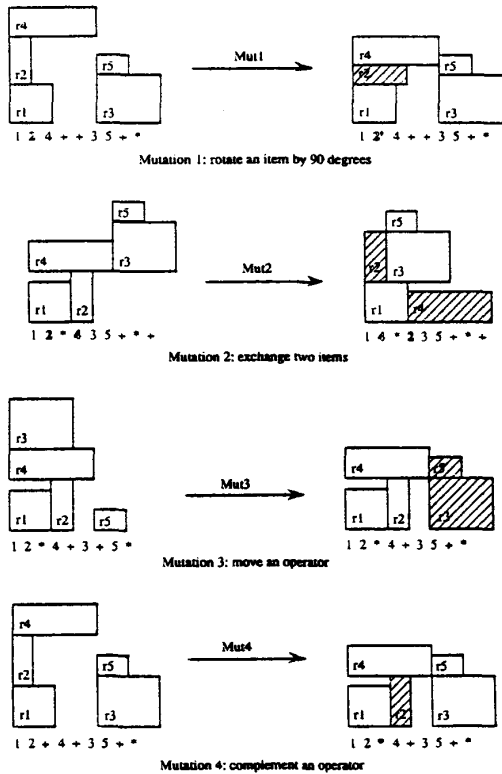 r4
Mut1
r4
r2
r5
r2
r5
r1
r3
r1
r3
1 2 4 + + 3 5 + *
1 2' 4 + + 3 5 + *
Mutation 1: rotate an item by 90 degrees
r5
r5
r4
r3
Mut2
r2
r3
r1
r2
r1
r4
1 2 * 4 3 5 + * +
1 4 * 2 3 5 + * +
Mutation 2: exchange two items
r3
r4
Mut3
r4
r5
r1
r2
r5
r1
r2
r3
1 2 * 4 + 3 + 5 *
1 2 * 4 + 3 5 + *
Mutation 3: move an operator
r4
Mut4
r2
r5
r4
r5
r1
r3
r1
r2
r3
1 2 + 4 + 3 5 + *
1 2 * 4 + 3 5 + *
Mutation 4: complement an operator